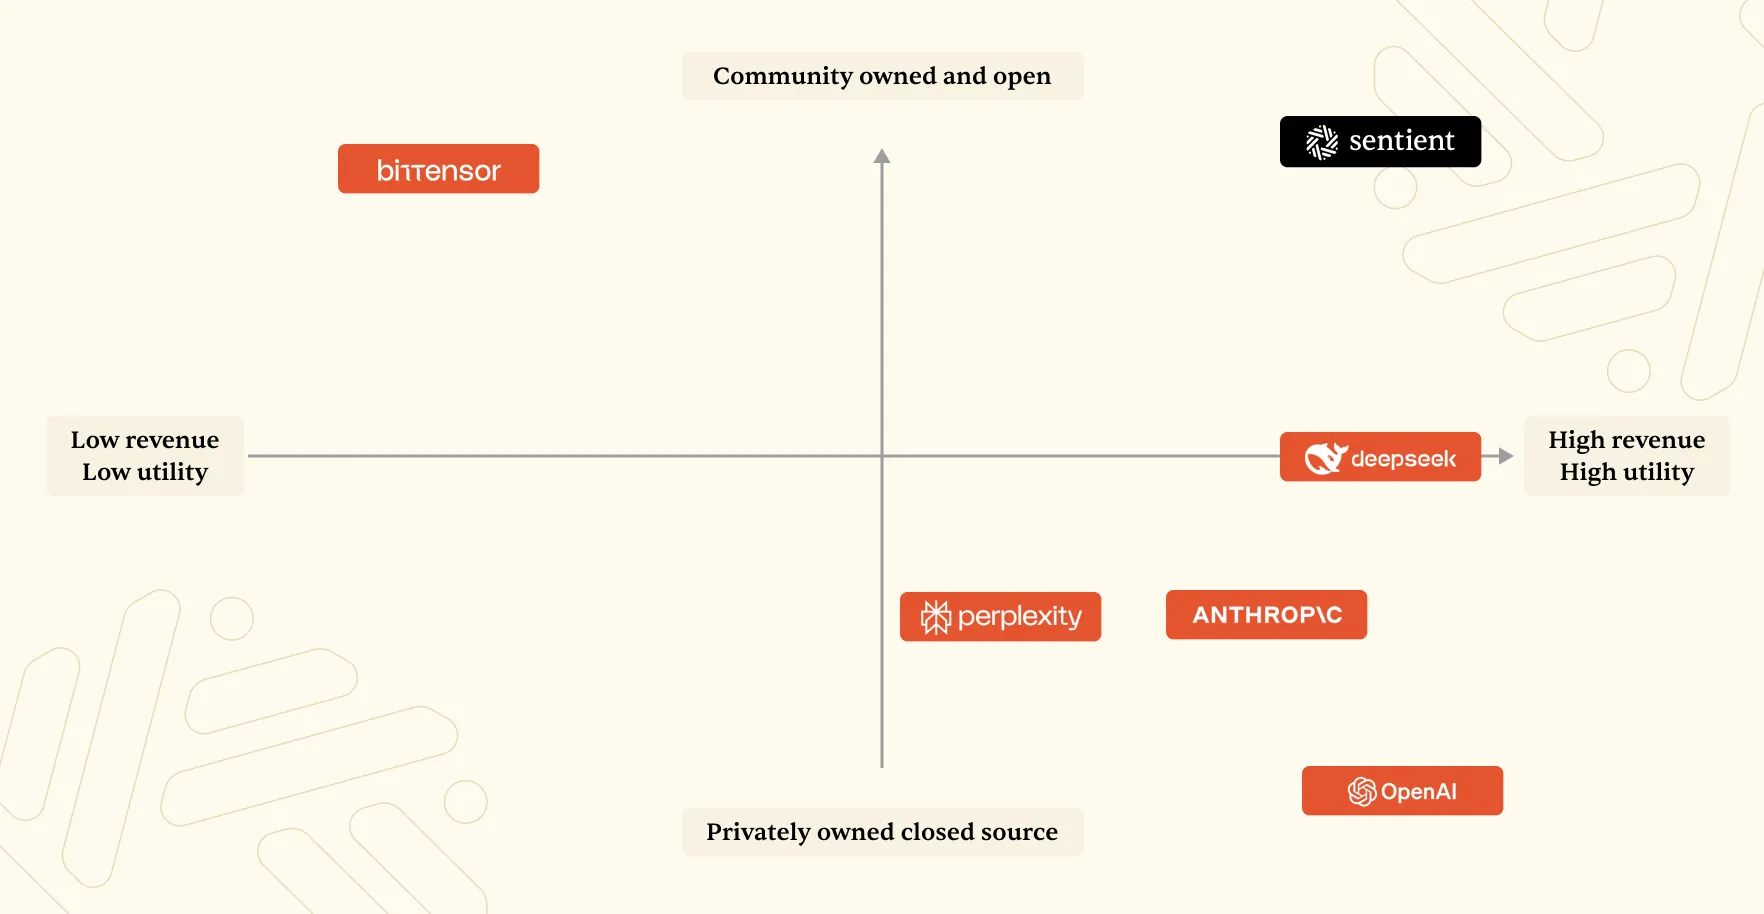 Community owned and open
sentient
bittensor
Low revenue
Low utility
deepseek
High revenue
High utility
perplexity
ANTHROP\C
OpenAI
Privately owned closed source